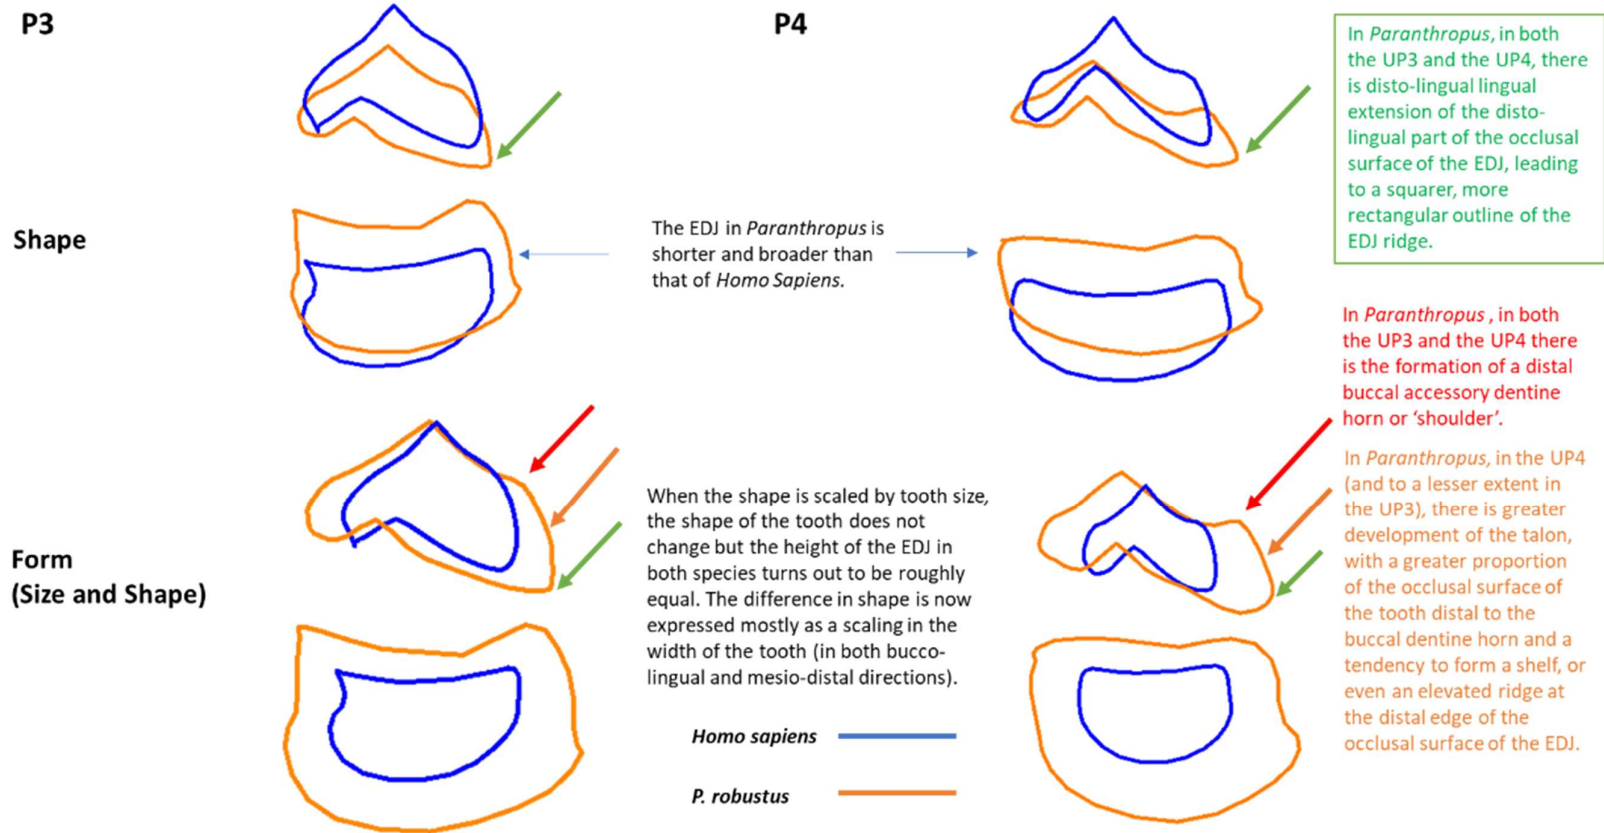 P3
P4
In Paranthropus, in both
the UP3 and the UP4, there
is disto-lingual lingual
extension of the disto-
lingual part of the occlusal
surface of the EDJ, leading
to a squarer, more
rectangular outline of the
EDJ ridge.
Shape
The EDJ in Paranthropus is
shorter and broader than
that of Homo Sapiens.
In Paranthropus , in both
the UP3 and the UP4 there
is the formation of a distal
buccal accessory dentine
horn or ‘shoulder’.
Form
(Size and Shape)
When the shape is scaled by tooth size,
the shape of the tooth does not
change but the height of the EDJ in
both species turns out to be roughly
equal. The difference in shape is now
expressed mostly as a scaling in the
width of the tooth (in both bucco-
lingual and mesio-distal directions).
In Paranthropus, in the UP4
(and to a lesser extent in
the UP3), there is greater
development of the talon,
with a greater proportion
of the occlusal surface of
the tooth distal to the
buccal dentine horn and a
tendency to form a shelf, or
even an elevated ridge at
the distal edge of the
occlusal surface of the EDJ.
Homo sapiens
P. robustus